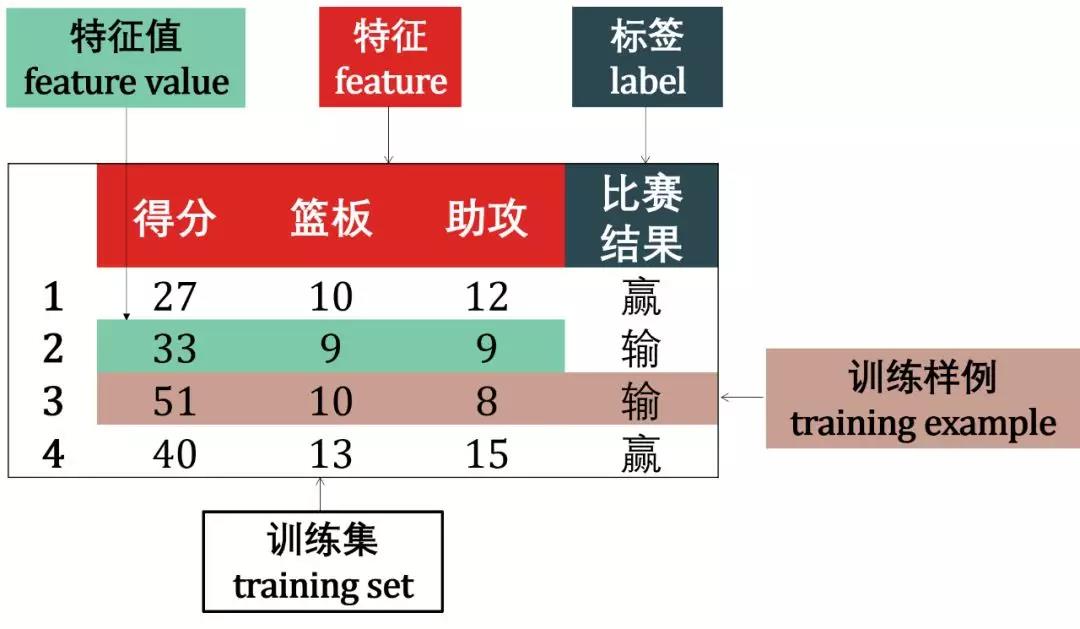 特征值
feature value
特征
feature
标签
label
得分 篮板 助攻 比赛
结果
1 27 10 12 赢
2 33 9 9 输
3 51 10 8 输
4 40 13 15 赢
训练样例
training example
训练集
training set